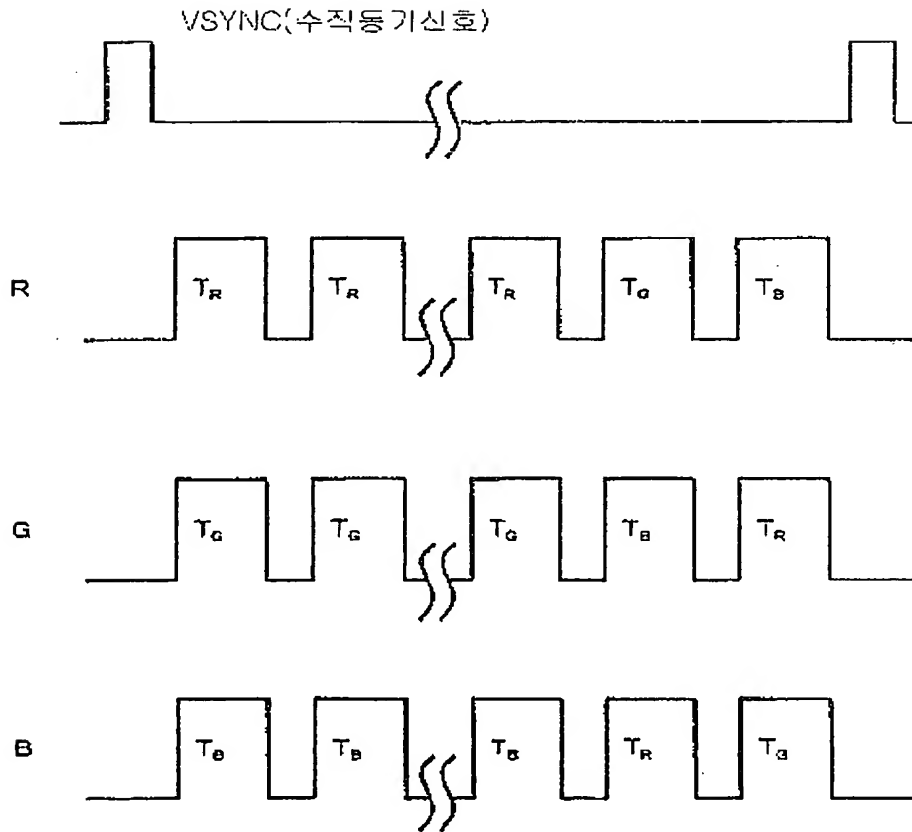 VSYNC(수직동기신호)
R T_R T_R T_R T_G T_B
G T_G T_G T_G T_B T_R
B T_B T_B T_B T_R T_G